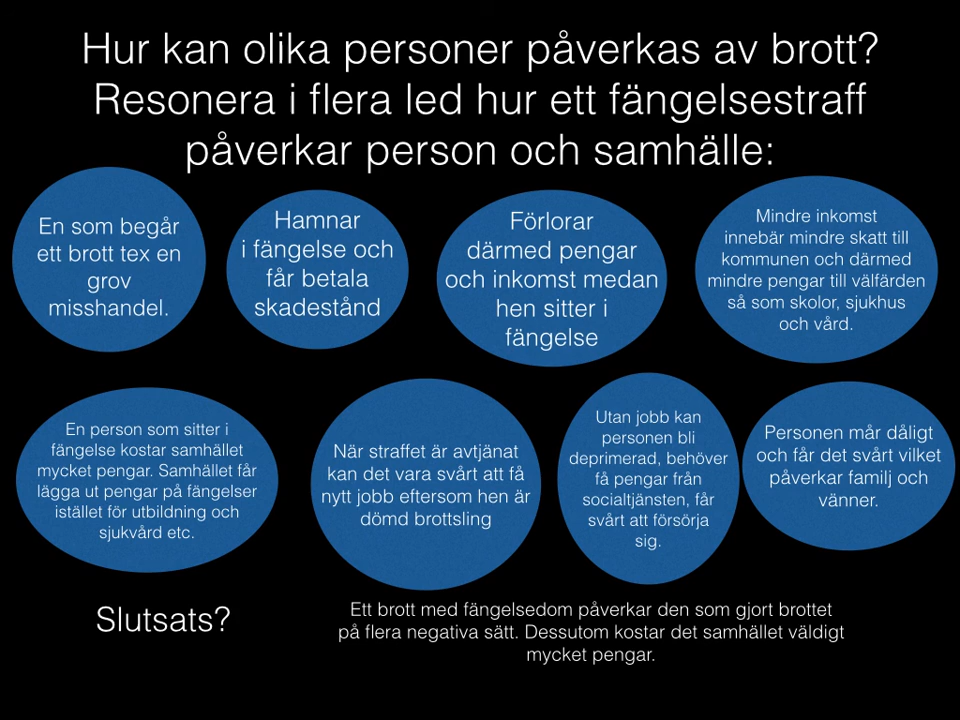 Hur kan olika personer påverkas av brott?
Resonera i flera led hur ett fängelsestraff
påverkar person och samhälle:
En som begår
ett brott tex en
grov
misshandel.
Hamnar
i fängelse och
får betala
skadestånd
Förlorar
därmed pengar
och inkomst medan
hen sitter i
fängelse
Mindre inkomst
innebär mindre skatt till
kommunen och därmed
mindre pengar till välfärden
så som skolor, sjukhus
och vård.
En person som sitter i
fängelse kostar samhället
mycket pengar. Samhället får
lägga ut pengar på fängelser
istället för utbildning och
sjukvård etc.
När straffet är avtjänat
kan det vara svårt att få
nytt jobb eftersom hen är
dömd brottsling
Utan jobb kan
personen bli
deprimerad, behöver
få pengar från
socialtjänsten, får
svårt att försörja
sig.
Personen mår dåligt
och får det svårt vilket
påverkar familj och
vänner.
Slutsats?
Ett brott med fängelsedom påverkar den som gjort brottet
på flera negativa sätt. Dessutom kostar det samhället väldigt
mycket pengar.